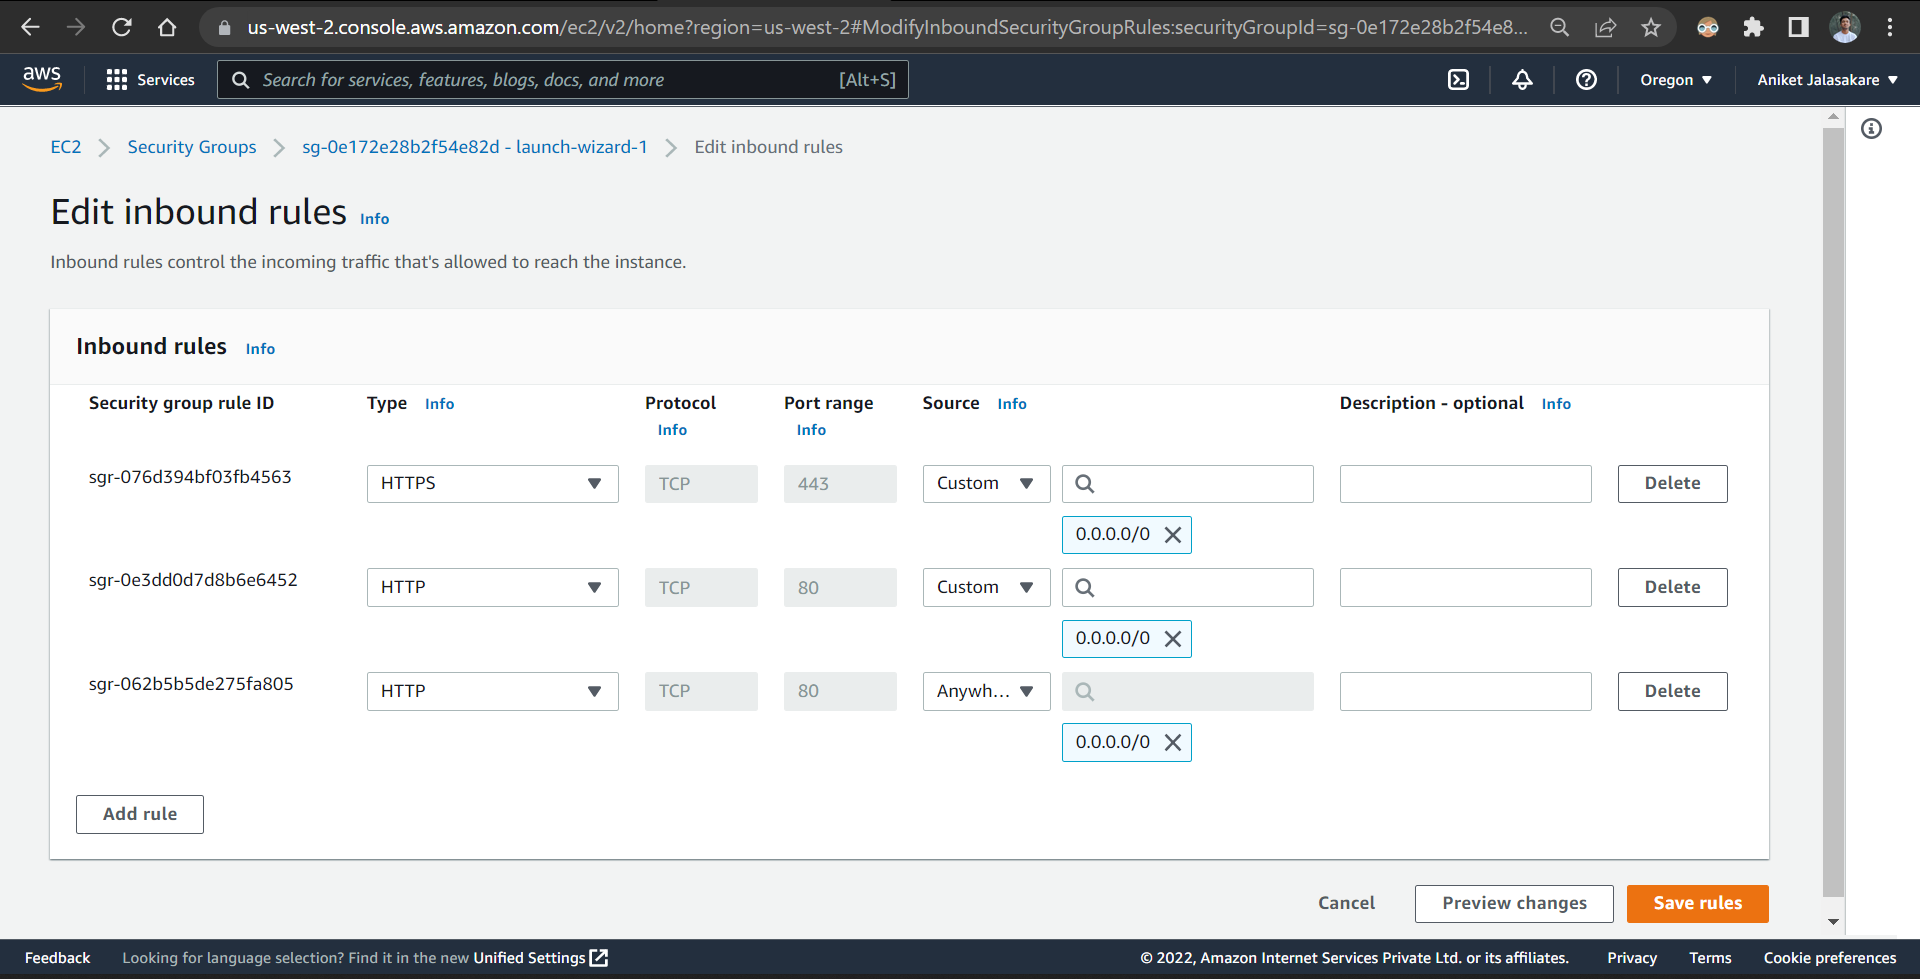 us-west-2.console.aws.amazon.com/ec2/v2/home?region=us-west-2#ModifyInboundSecurityGroupRules:securityGroupId=sg-0e172e28b2f54e8...
aws Services Search for services, features, blogs, docs, and more [Alt+S] Oregon Aniket Jalasakare
EC2 Security Groups sg-0e172e28b2f54e82d - launch-wizard-1 Edit inbound rules
Edit inbound rules Info
Inbound rules control the incoming traffic that's allowed to reach the instance.
Inbound rules Info
Security group rule ID Type Info Protocol Port range Source Info Description - optional Info
Info Info
sgr-076d394bf03fb4563 HTTPS TCP 443 Custom Delete
0.0.0.0/0
sgr-0e3dd0d7d8b6e6452 HTTP TCP 80 Custom Delete
0.0.0.0/0
sgr-062b5b5de275fa805 HTTP TCP 80 Anywh... Delete
0.0.0.0/0
Add rule
Cancel Preview changes Save rules
Feedback Looking for language selection? Find it in the new Unified Settings © 2022, Amazon Internet Services Private Ltd. or its affiliates. Privacy Terms Cookie preferences